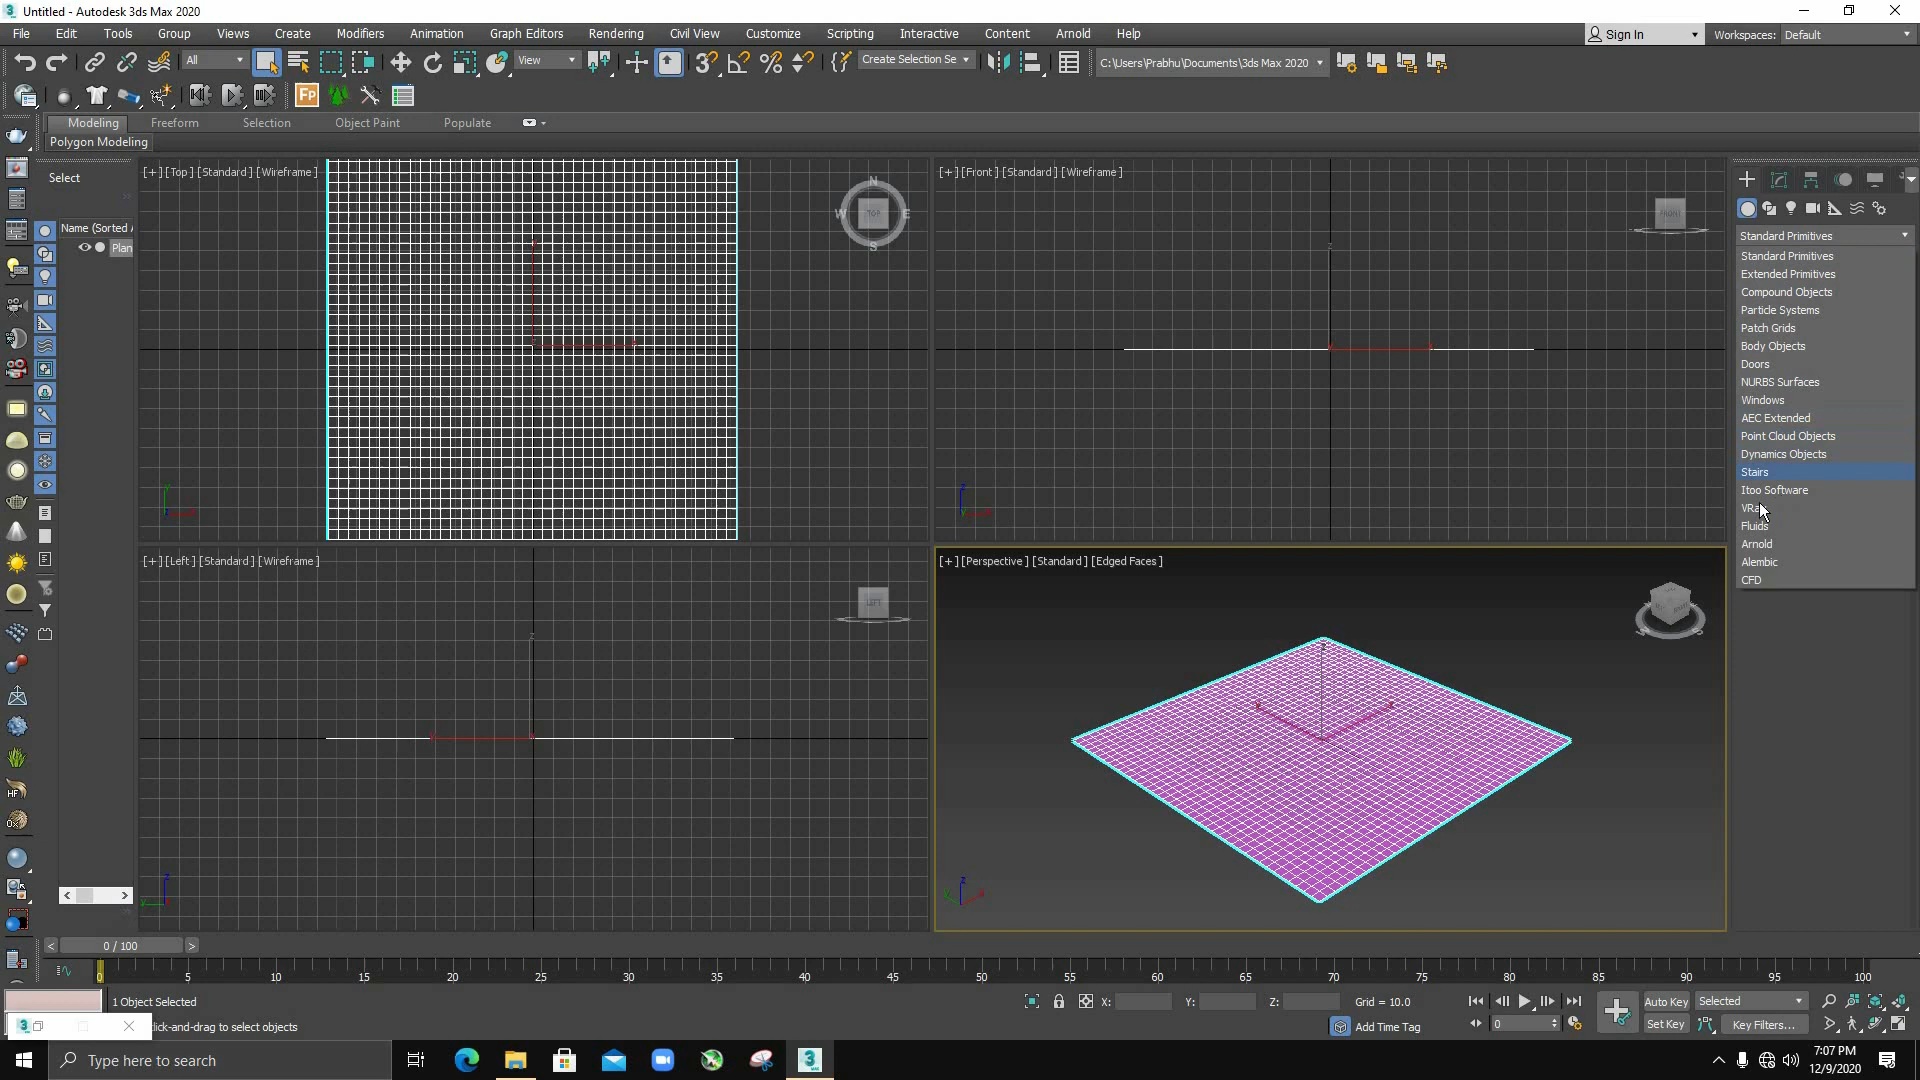 Untitled - Autodesk 3ds Max 2020
File Edit Tools Group Views Create Modifiers Animation Graph Editors Rendering Civil View Customize Scripting Interactive Content Arnold Help
Sign In Workspaces: Default
All View Create Selection Se C:\Users\Prabhu\Documents\3ds Max 2020
Fp
Modeling Freeform Selection Object Paint Populate
Polygon Modeling
Select
Name (Sorted A
Plan
[+] [Top] [Standard] [Wireframe]
N
W TOP E
S
[+] [Front] [Standard] [Wireframe]
FRONT
[+] [Left] [Standard] [Wireframe]
LEFT
[+] [Perspective] [Standard] [Edged Faces]
Standard Primitives
Standard Primitives
Extended Primitives
Compound Objects
Particle Systems
Patch Grids
Body Objects
Doors
NURBS Surfaces
Windows
AEC Extended
Point Cloud Objects
Dynamics Objects
Stairs
Itoo Software
Fluids
Arnold
Alembic
CFD
< 0 / 100 >
0 5 10 15 20 25 30 35 40 45 50 55 60 65 70 75 80 85 90 95 100
1 Object Selected
X: Y: Z: Grid = 10.0
Auto Key Selected
click-and-drag to select objects
Add Time Tag
0
Set Key Key Filters...
Type here to search
7:07 PM
12/9/2020